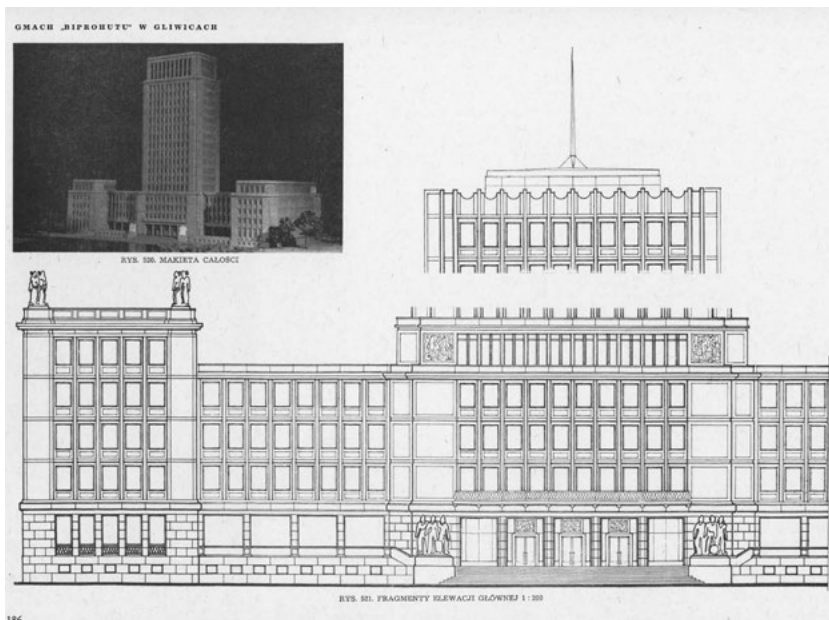 GMACH „BIPROHUTU" W GLIWICACH
RYS. 520. MAKIETA CAŁOŚCI
RYS. 521. FRAGMENTY ELEWACJI GŁÓWNEJ 1 : 200
186